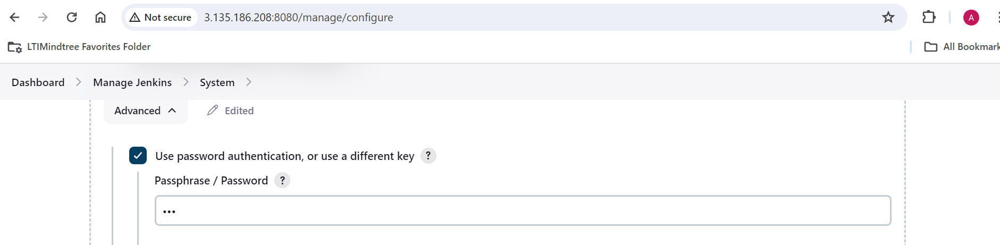 Not secure 3.135.186.208:8080/manage/configure A
LTIMindtree Favorites Folder All Bookmark
Dashboard Manage Jenkins System
Advanced Edited
Use password authentication, or use a different key ?
Passphrase / Password ?
•••